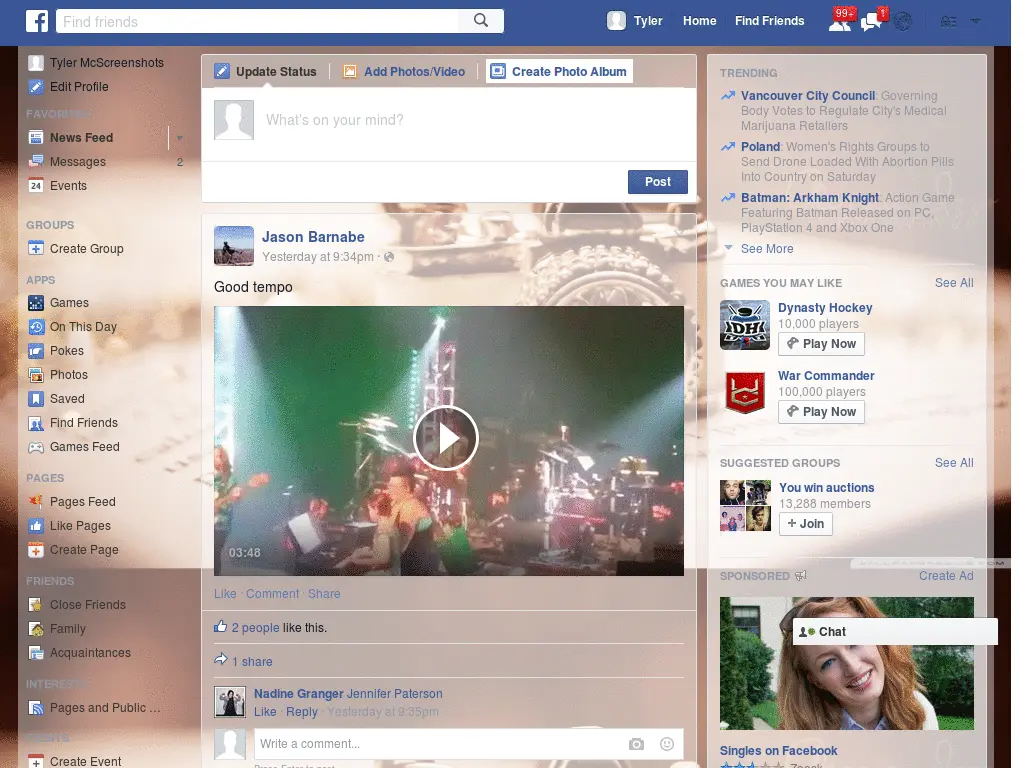 Find friends
Tyler
Home
Find Friends
99+
1
Tyler McScreenshots
Edit Profile
News Feed
Messages
2
24
Events
GROUPS
Create Group
APPS
Games
On This Day
Pokes
Photos
Saved
Find Friends
Games Feed
PAGES
Pages Feed
Like Pages
Create Page
FRIENDS
Close Friends
Family
Acquaintances
Pages and Public ...
Create Event
Update Status
Add Photos/Video
Create Photo Album
What's on your mind?
Post
Jason Barnabe
Yesterday at 9:34pm ·
Good tempo
03:48
Like · Comment · Share
2 people like this.
1 share
Nadine Granger Jennifer Paterson
Like · Reply · Yesterday at 9:35pm
Write a comment...
TRENDING
Vancouver City Council: Governing
Body Votes to Regulate City's Medical
Marijuana Retailers
Poland: Women's Rights Groups to
Send Drone Loaded With Abortion Pills
Into Country on Saturday
Batman: Arkham Knight: Action Game
Featuring Batman Released on PC,
PlayStation 4 and Xbox One
See More
GAMES YOU MAY LIKE
See All
Dynasty Hockey
10,000 players
Play Now
DH
War Commander
100,000 players
Play Now
SUGGESTED GROUPS
See All
You win auctions
13,288 members
+ Join
SPONSORED
Create Ad
Chat
Singles on Facebook